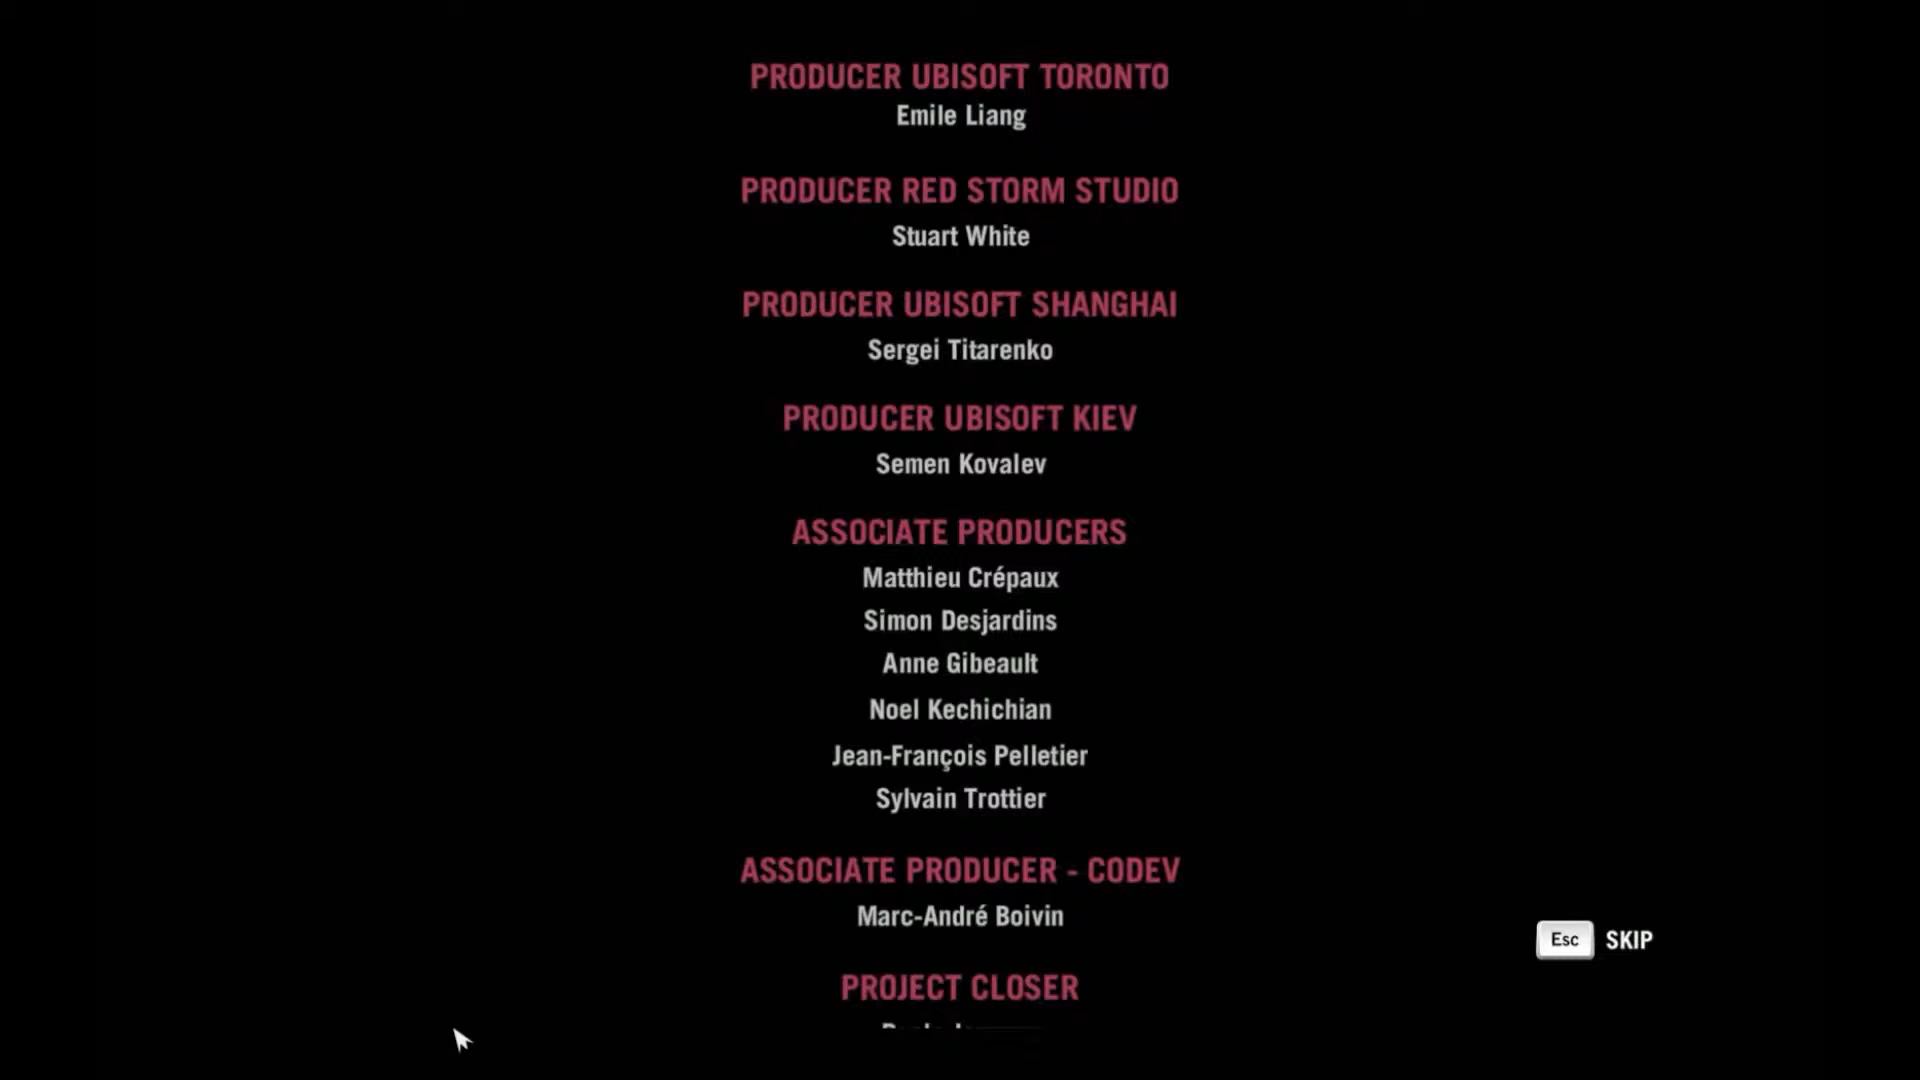 PRODUCER UBISOFT TORONTO
Emile Liang
PRODUCER RED STORM STUDIO
Stuart White
PRODUCER UBISOFT SHANGHAI
Sergei Titarenko
PRODUCER UBISOFT KIEV
Semen Kovalev
ASSOCIATE PRODUCERS
Matthieu Crépaux
Simon Desjardins
Anne Gibeault
Noel Kechichian
Jean-François Pelletier
Sylvain Trottier
ASSOCIATE PRODUCER - CODEV
Marc-André Boivin
Esc SKIP
PROJECT CLOSER